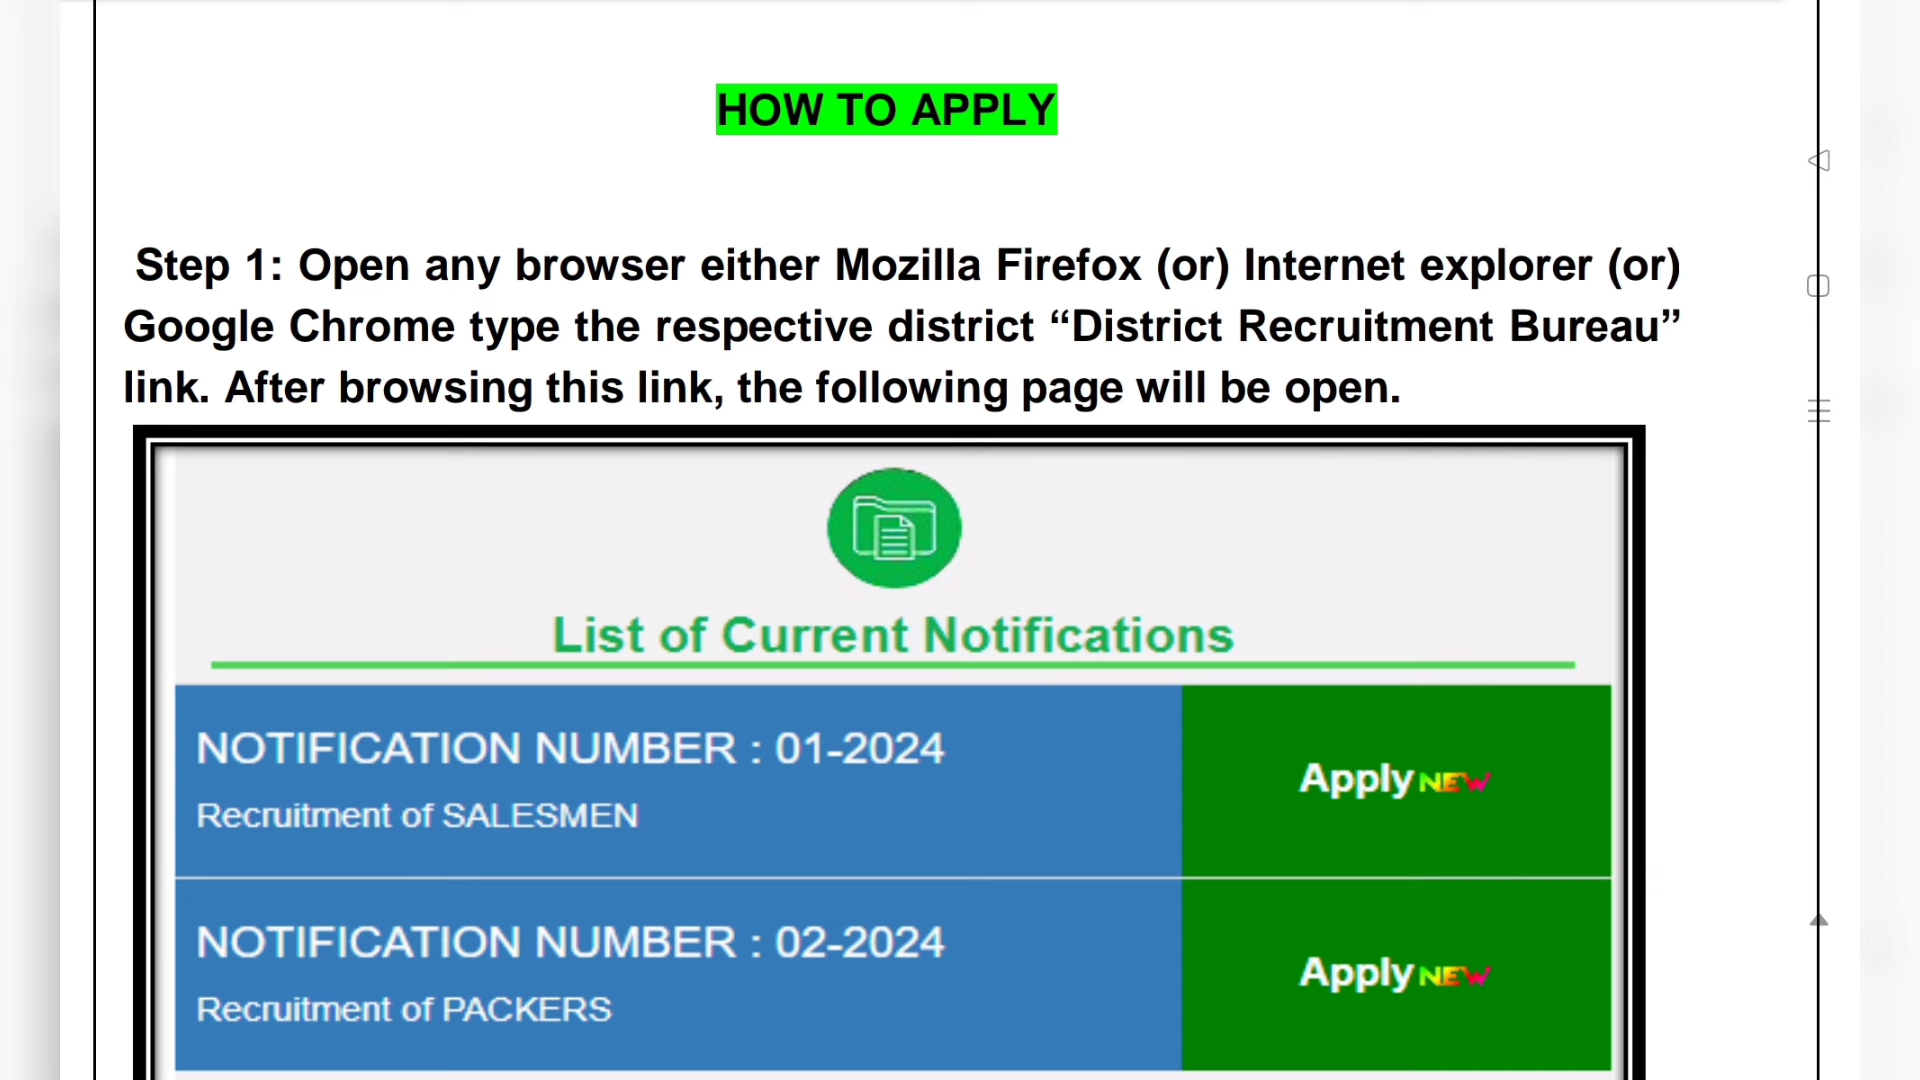 HOW TO APPLY
Step 1: Open any browser either Mozilla Firefox (or) Internet explorer (or)
Google Chrome type the respective district “District Recruitment Bureau”
link. After browsing this link, the following page will be open.
List of Current Notifications
NOTIFICATION NUMBER : 01-2024
Recruitment of SALESMEN
Apply NEW
NOTIFICATION NUMBER : 02-2024
Recruitment of PACKERS
Apply NEW